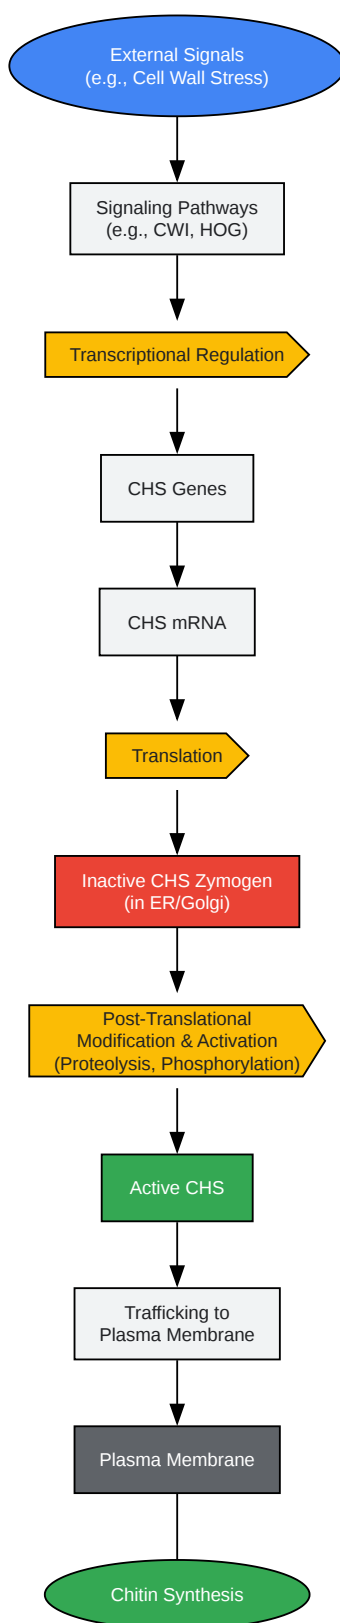 External Signals
(e.g., Cell Wall Stress)
Signaling Pathways
(e.g., CWI, HOG)
Transcriptional Regulation
CHS Genes
CHS mRNA
Translation
Inactive CHS Zymogen
(in ER/Golgi)
Post-Translational
Modification & Activation
(Proteolysis, Phosphorylation)
Active CHS
Trafficking to
Plasma Membrane
Plasma Membrane
Chitin Synthesis